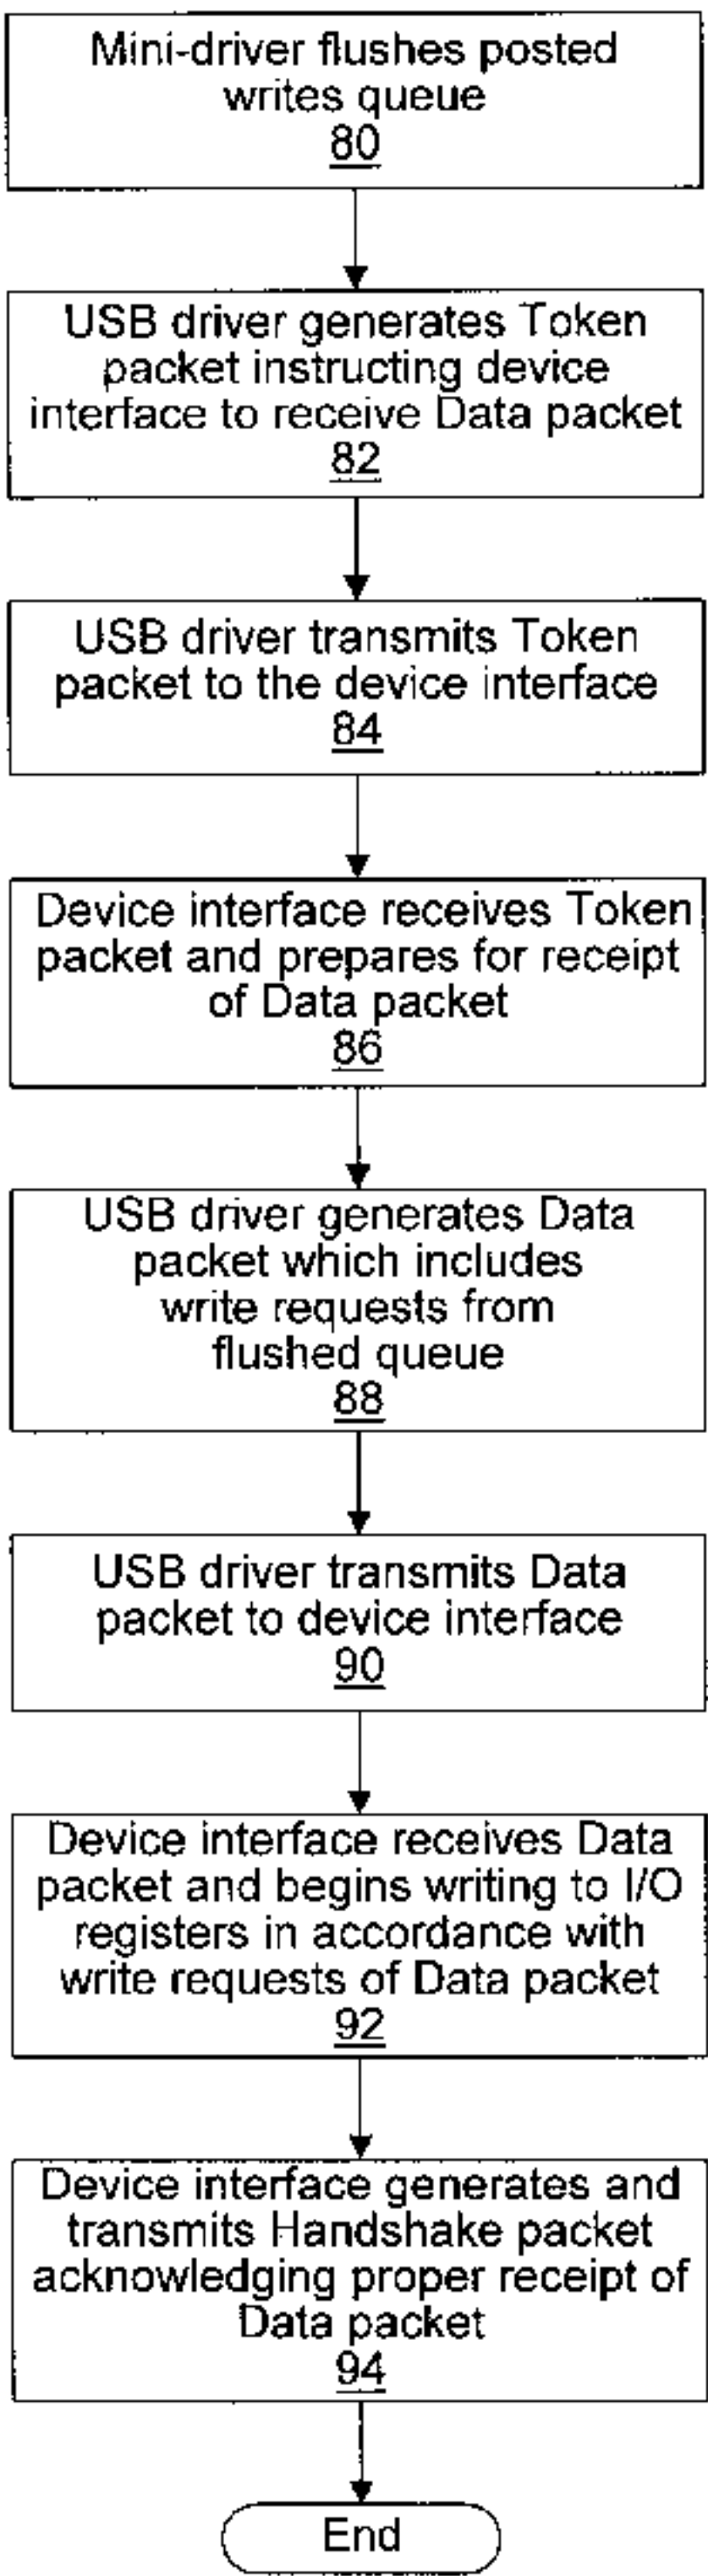 Mini-driver flushes posted
writes queue
80
USB driver generates Token
packet instructing device
interface to receive Data packet
82
USB driver transmits Token
packet to the device interface
84
Device interface receives Token
packet and prepares for receipt
of Data packet
86
USB driver generates Data
packet which includes
write requests from
flushed queue
88
USB driver transmits Data
packet to device interface
90
Device interface receives Data
packet and begins writing to I/O
registers in accordance with
write requests of Data packet
92
Device interface generates and
transmits Handshake packet
acknowledging proper receipt of
Data packet
94
End